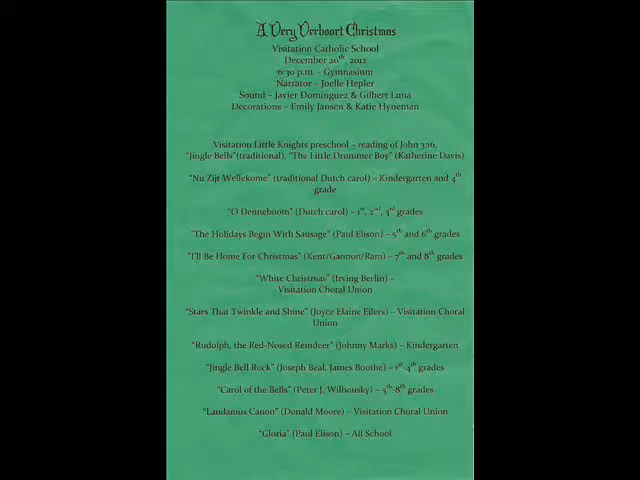 A Very Verboort Christmas
Visitation Catholic School
December 20th, 2012
6:30 p.m. – Gymnasium
Narrator – Joelle Hepler
Sound – Javier Dominguez & Gilbert Luna
Decorations – Emily Jansen & Katie Hyneman
Visitation Little Knights preschool – reading of John 3:16,
"Jingle Bells"(traditional), "The Little Drummer Boy" (Katherine Davis)
"Nu Zijt Wellekome" (traditional Dutch carol) – Kindergarten and 4th
grade
"O Denneboom" (Dutch carol) – 1st, 2nd, 3rd grades
"The Holidays Begin With Sausage" (Paul Elison) – 5th and 6th grades
"I'll Be Home For Christmas" (Kent/Gannon/Ram) – 7th and 8th grades
"White Christmas" (Irving Berlin) –
Visitation Choral Union
"Stars That Twinkle and Shine" (Joyce Elaine Eilers) – Visitation Choral
Union
"Rudolph, the Red-Nosed Reindeer" (Johnny Marks) – Kindergarten
"Jingle Bell Rock" (Joseph Beal, James Boothe) – 1st-4th grades
"Carol of the Bells" (Peter J. Wilhousky) – 5th-8th grades
"Laudamus Canon" (Donald Moore) – Visitation Choral Union
"Gloria" (Paul Elison) – All School